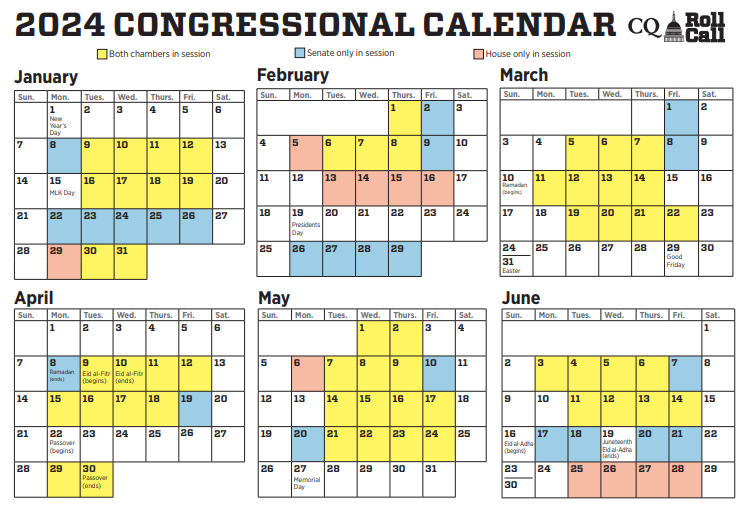 2024 CONGRESSIONAL CALENDAR
CQ Roll Call
Both chambers in session
Senate only in session
House only in session
January
Sun. Mon. Tues. Wed. Thurs. Fri. Sat.
1 2 3 4 5 6
New Year's Day
7 8 9 10 11 12 13
14 15 16 17 18 19 20
MLK Day
21 22 23 24 25 26 27
28 29 30 31
February
Sun. Mon. Tues. Wed. Thurs. Fri. Sat.
1 2 3
4 5 6 7 8 9 10
11 12 13 14 15 16 17
18 19 20 21 22 23 24
Presidents Day
25 26 27 28 29
March
Sun. Mon. Tues. Wed. Thurs. Fri. Sat.
1 2
3 4 5 6 7 8 9
10 11 12 13 14 15 16
Ramadan (begins)
17 18 19 20 21 22 23
24 25 26 27 28 29 30
Good Friday
31
Easter
April
Sun. Mon. Tues. Wed. Thurs. Fri. Sat.
1 2 3 4 5 6
7 8 9 10 11 12 13
Ramadan (ends)
Eid al-Fitr (begins)
Eid al-Fitr (ends)
14 15 16 17 18 19 20
21 22 23 24 25 26 27
Passover (begins)
28 29 30
Passover (ends)
May
Sun. Mon. Tues. Wed. Thurs. Fri. Sat.
1 2 3 4
5 6 7 8 9 10 11
12 13 14 15 16 17 18
19 20 21 22 23 24 25
26 27 28 29 30 31
Memorial Day
June
Sun. Mon. Tues. Wed. Thurs. Fri. Sat.
1
2 3 4 5 6 7 8
9 10 11 12 13 14 15
16 17 18 19 20 21 22
Eid al-Adha (begins)
Juneteenth
Eid al-Adha (ends)
23 24 25 26 27 28 29
30